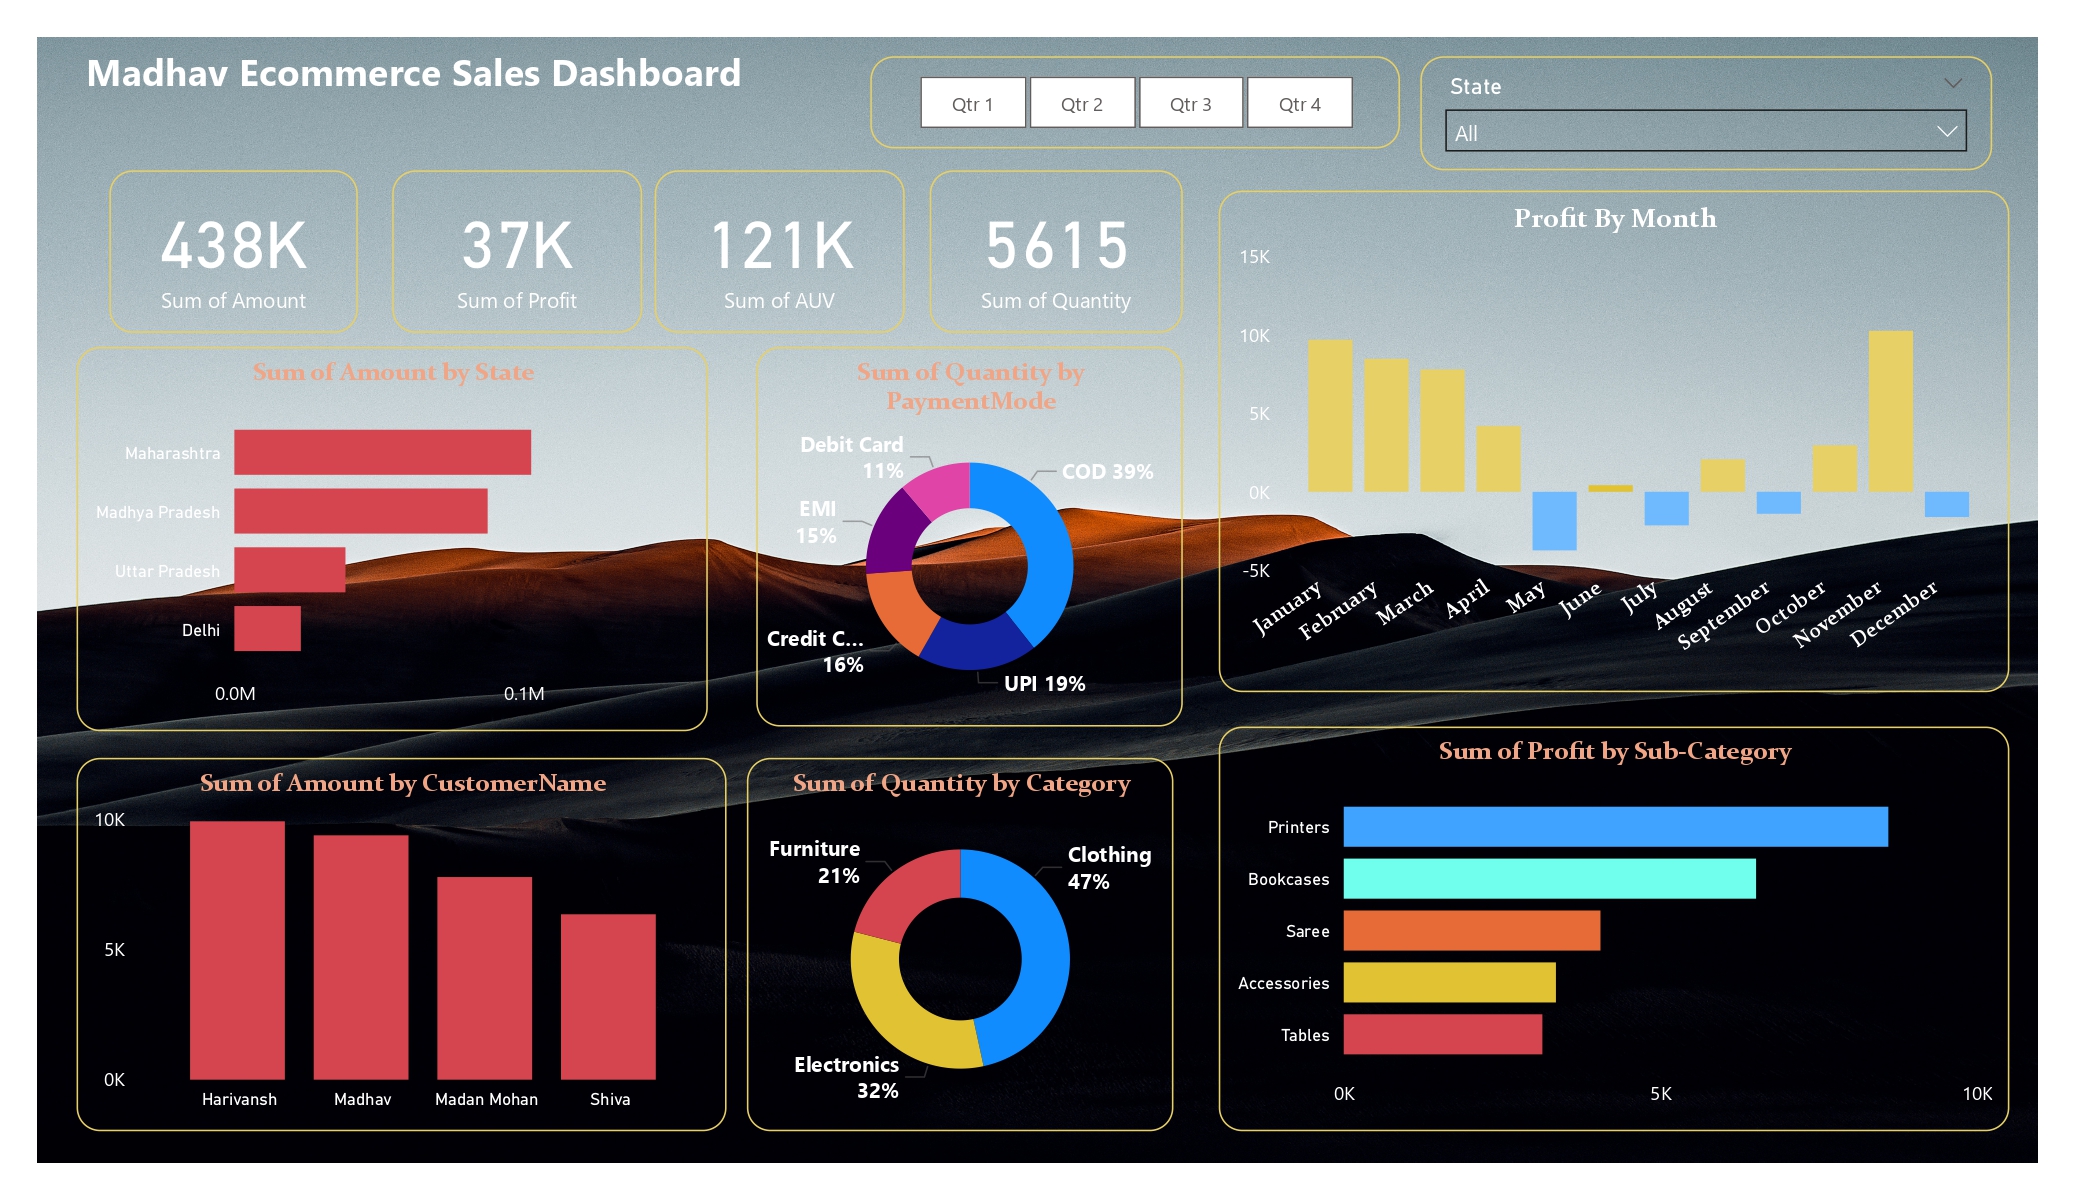 Madhav Ecommerce Sales Dashboard
Qtr 1
Qtr 2
Qtr 3
Qtr 4
State
All
438K
Sum of Amount
37K
Sum of Profit
121K
Sum of AUV
5615
Sum of Quantity
Profit By Month
15K
10K
5K
0K
-5K
January
February
March
April
May
June
July
August
September
October
November
December
Sum of Amount by State
Maharashtra
Madhya Pradesh
Uttar Pradesh
Delhi
0.0M
0.1M
Sum of Quantity by
PaymentMode
Debit Card
11%
COD 39%
EMI
15%
Credit C...
16%
UPI 19%
Sum of Amount by CustomerName
10K
5K
0K
Harivansh
Madhav
Madan Mohan
Shiva
Sum of Quantity by Category
Furniture
21%
Clothing
47%
Electronics
32%
Sum of Profit by Sub-Category
Printers
Bookcases
Saree
Accessories
Tables
0K
5K
10K